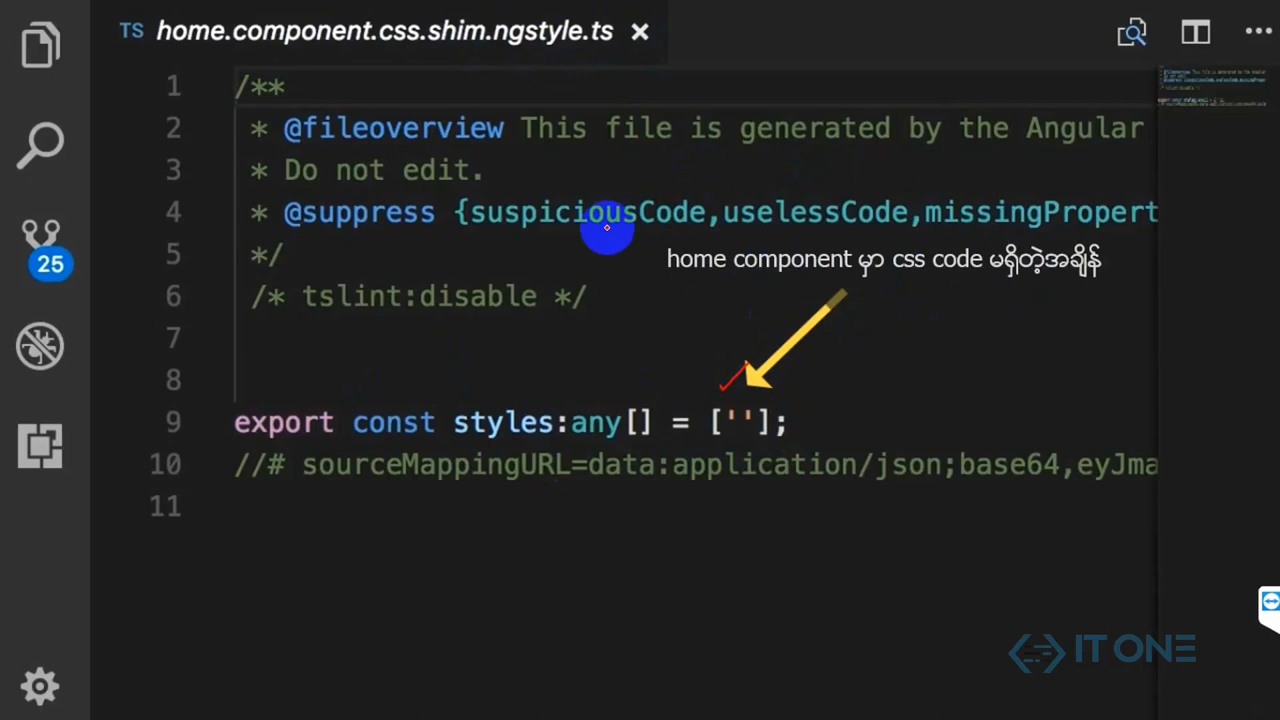 TS home.component.css.shim.ngstyle.ts
1 /**
2 * @fileoverview This file is generated by the Angular
3 * Do not edit.
4 * @suppress {suspiciousCode,uselessCode,missingPropert
5 */
home component မှာ css code မရှိတဲ့အချိန်
6 /* tslint:disable */
7
8
9 export const styles:any[] = [''];
10 //# sourceMappingURL=data:application/json;base64,eyJma
11
25
IT ONE